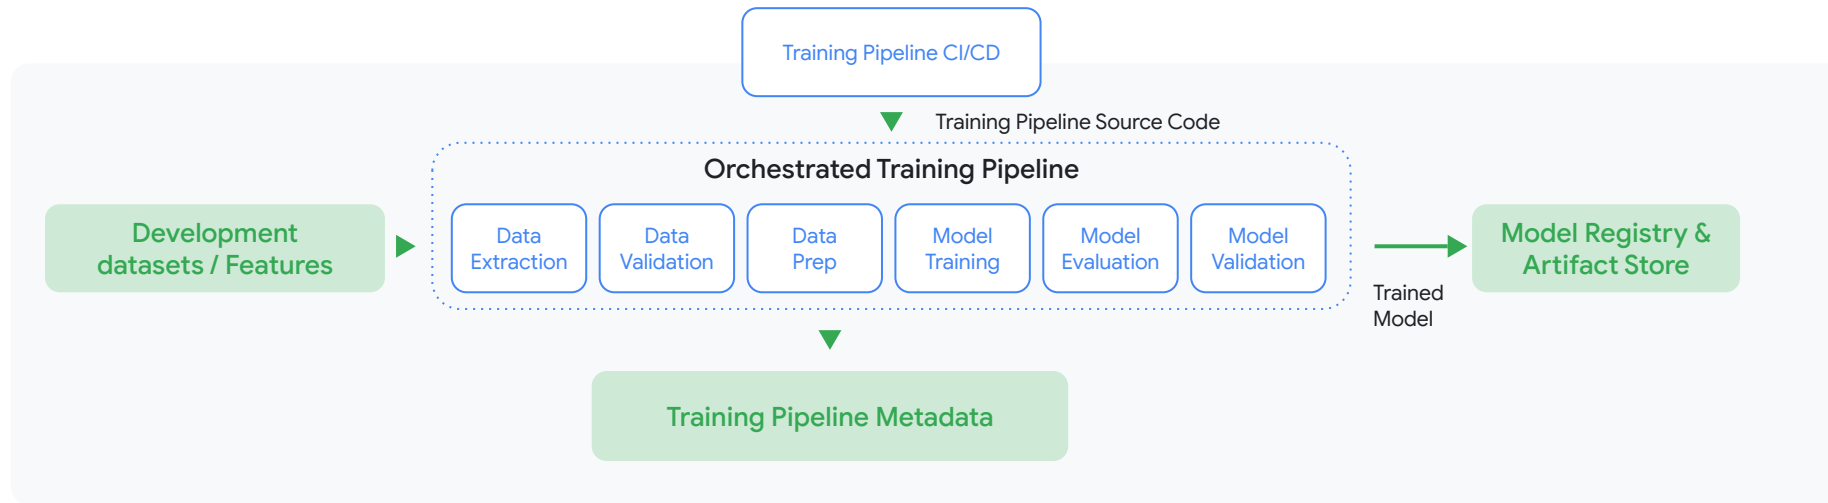 Training Pipeline CI/CD
Training Pipeline Source Code
Orchestrated Training Pipeline
Development
datasets / Features
Data
Extraction
Data
Validation
Data
Prep
Model
Training
Model
Evaluation
Model
Validation
Trained
Model
Model Registry &
Artifact Store
Training Pipeline Metadata